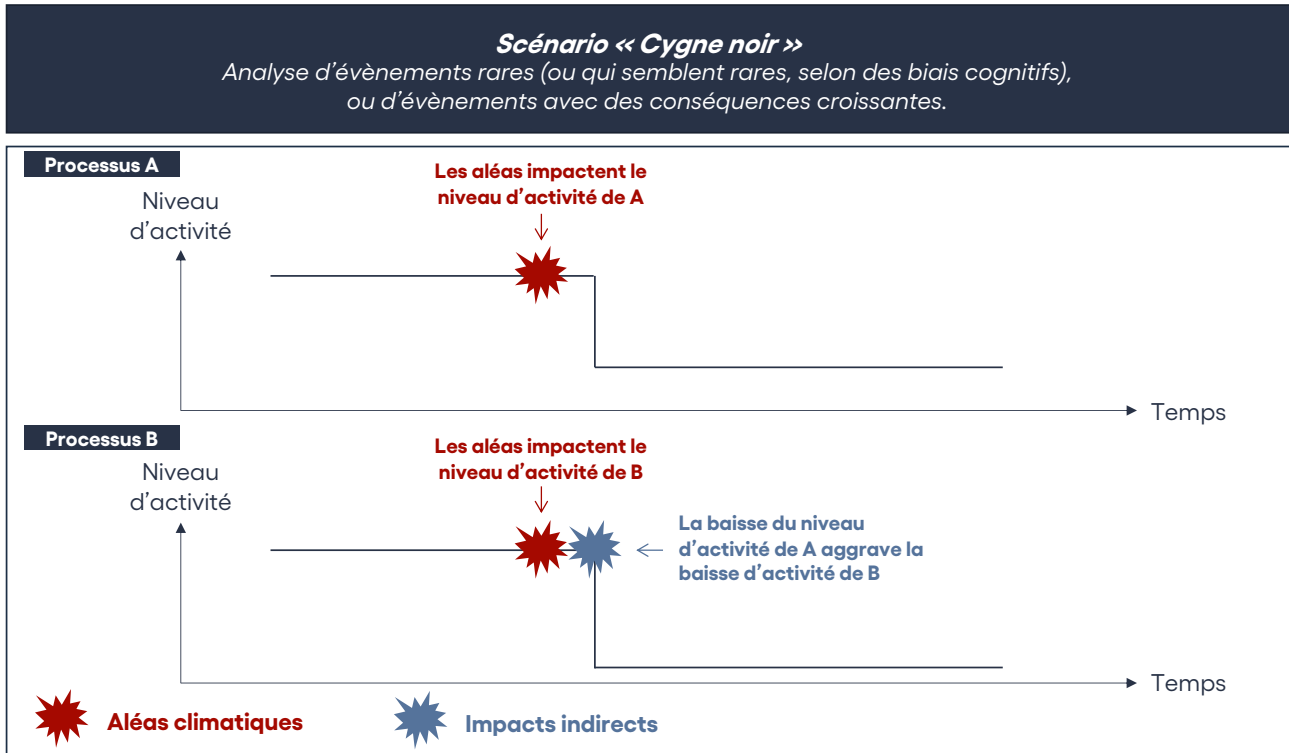 Scénario « Cygne noir »
Analyse d’évènements rares (ou qui semblent rares, selon des biais cognitifs),
ou d’évènements avec des conséquences croissantes.
Processus A
Les aléas impactent le
niveau d’activité de A
Niveau
d’activité
Temps
Processus B
Les aléas impactent le
niveau d’activité de B
Niveau
d’activité
La baisse du niveau
d’activité de A aggrave la
baisse d’activité de B
Temps
Aléas climatiques
Impacts indirects